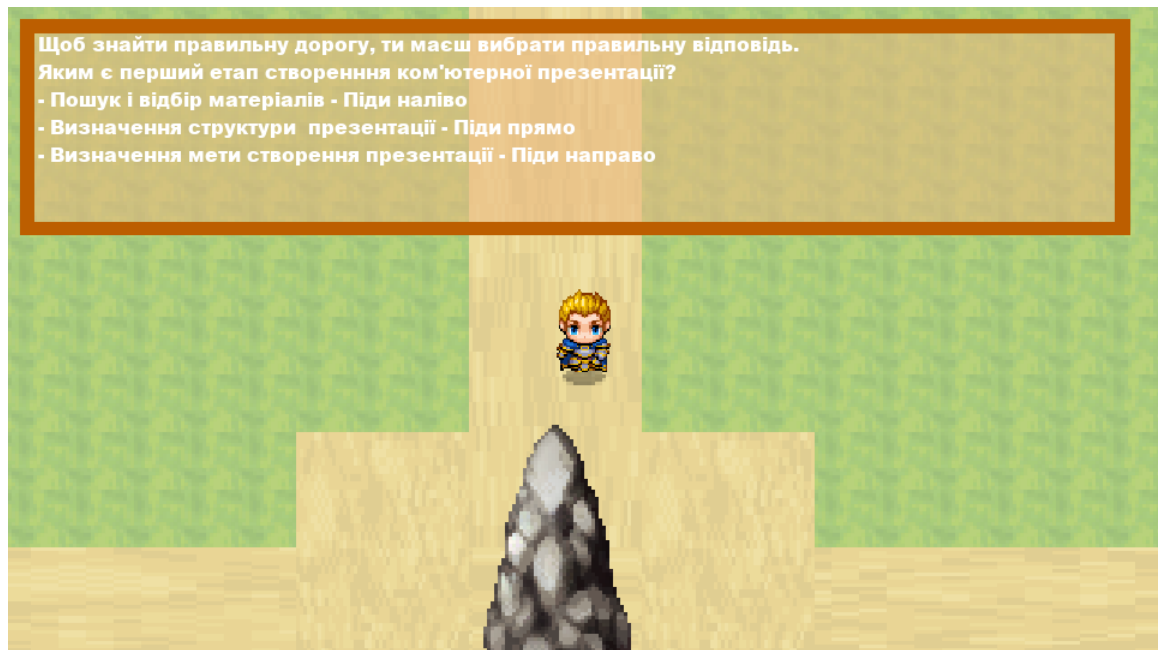 Щоб знайти правильну дорогу, ти маєш вибрати правильну відповідь.
Яким є перший етап створенння ком'ютерної презентації?
- Пошук і відбір матеріалів - Піди наліво
- Визначення структури  презентації - Піди прямо
- Визначення мети створення презентації - Піди направо